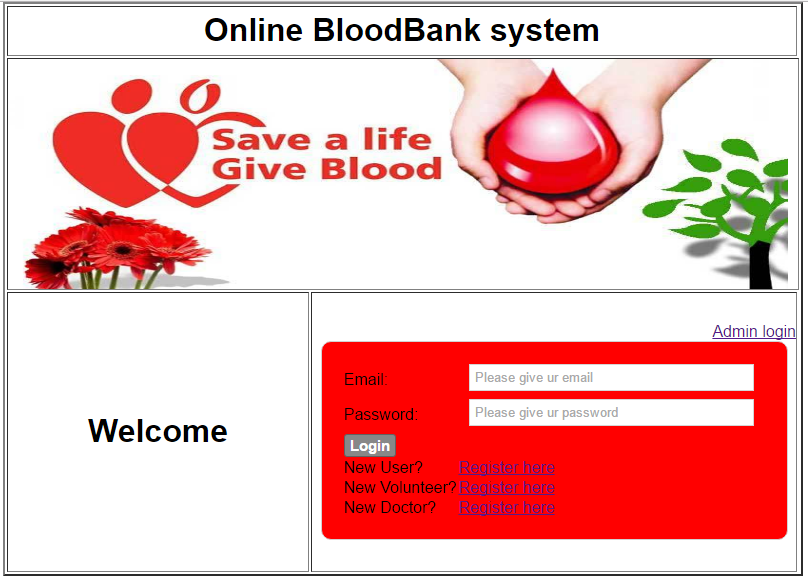 Online BloodBank system
Save a life
Give Blood
Welcome
Admin login
Email: Please give ur email
Password: Please give ur password
Login
New User? Register here
New Volunteer? Register here
New Doctor? Register here